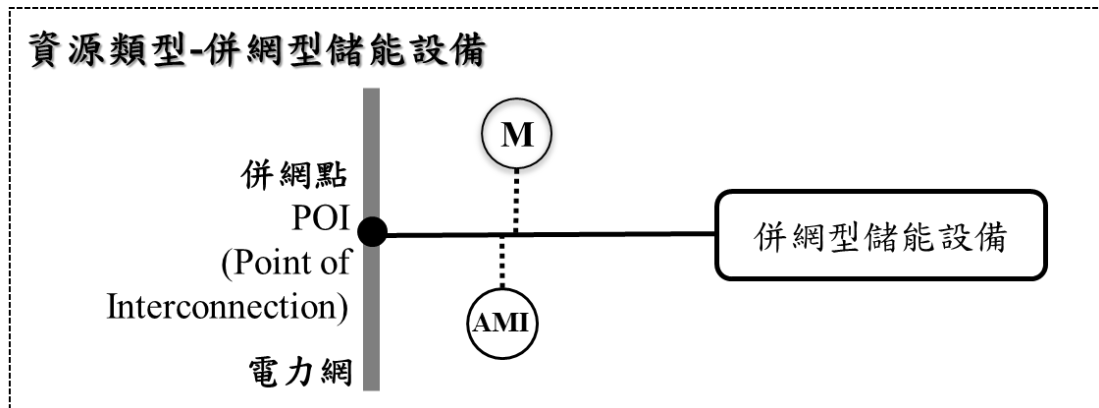 資源類型-併網型儲能設備
M
併網點
POI
(Point of
Interconnection)
併網型儲能設備
AMI
電力網